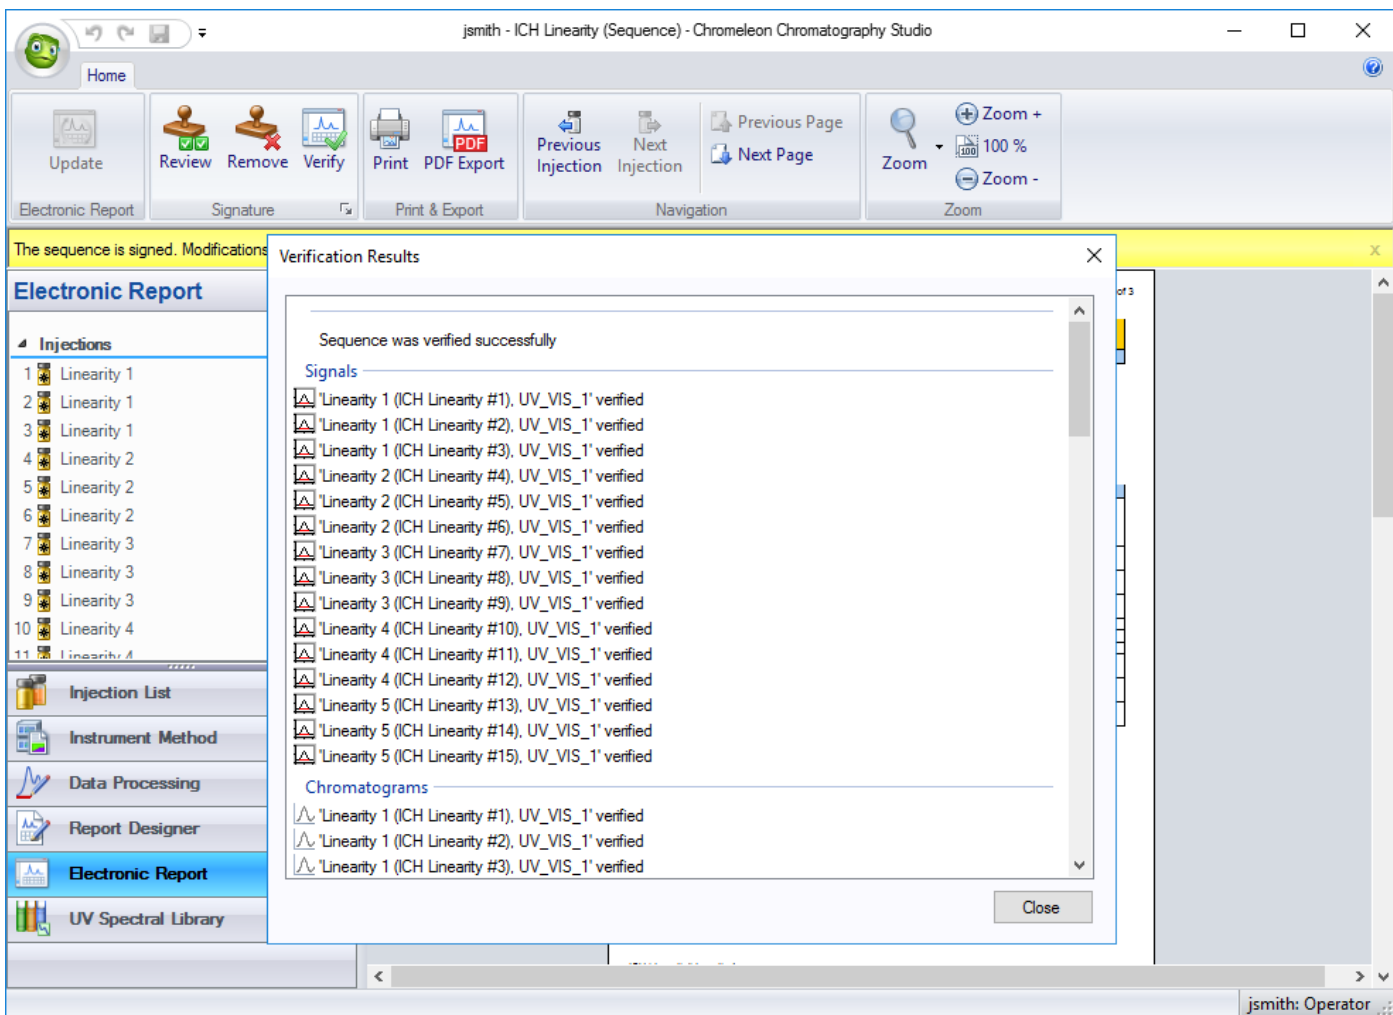 jsmith - ICH Linearity (Sequence) - Chromeleon Chromatography Studio
Home
Update
Review
Remove
Verify
Print
PDF
PDF Export
Previous Injection
Next Injection
Previous Page
Next Page
Zoom
Zoom +
100
100 %
Zoom -
Electronic Report
Signature
Print & Export
Navigation
Zoom
The sequence is signed. Modifications
Electronic Report
Injections
1 Linearity 1
2 Linearity 1
3 Linearity 1
4 Linearity 2
5 Linearity 2
6 Linearity 2
7 Linearity 3
8 Linearity 3
9 Linearity 3
10 Linearity 4
11 Linearity 4
Injection List
Instrument Method
Data Processing
Report Designer
Electronic Report
UV Spectral Library
Verification Results
Sequence was verified successfully
Signals
'Linearity 1 (ICH Linearity #1), UV_VIS_1' verified
'Linearity 1 (ICH Linearity #2), UV_VIS_1' verified
'Linearity 1 (ICH Linearity #3), UV_VIS_1' verified
'Linearity 2 (ICH Linearity #4), UV_VIS_1' verified
'Linearity 2 (ICH Linearity #5), UV_VIS_1' verified
'Linearity 2 (ICH Linearity #6), UV_VIS_1' verified
'Linearity 3 (ICH Linearity #7), UV_VIS_1' verified
'Linearity 3 (ICH Linearity #8), UV_VIS_1' verified
'Linearity 3 (ICH Linearity #9), UV_VIS_1' verified
'Linearity 4 (ICH Linearity #10), UV_VIS_1' verified
'Linearity 4 (ICH Linearity #11), UV_VIS_1' verified
'Linearity 4 (ICH Linearity #12), UV_VIS_1' verified
'Linearity 5 (ICH Linearity #13), UV_VIS_1' verified
'Linearity 5 (ICH Linearity #14), UV_VIS_1' verified
'Linearity 5 (ICH Linearity #15), UV_VIS_1' verified
Chromatograms
'Linearity 1 (ICH Linearity #1), UV_VIS_1' verified
'Linearity 1 (ICH Linearity #2), UV_VIS_1' verified
'Linearity 1 (ICH Linearity #3), UV_VIS_1' verified
Close
of 3
jsmith: Operator